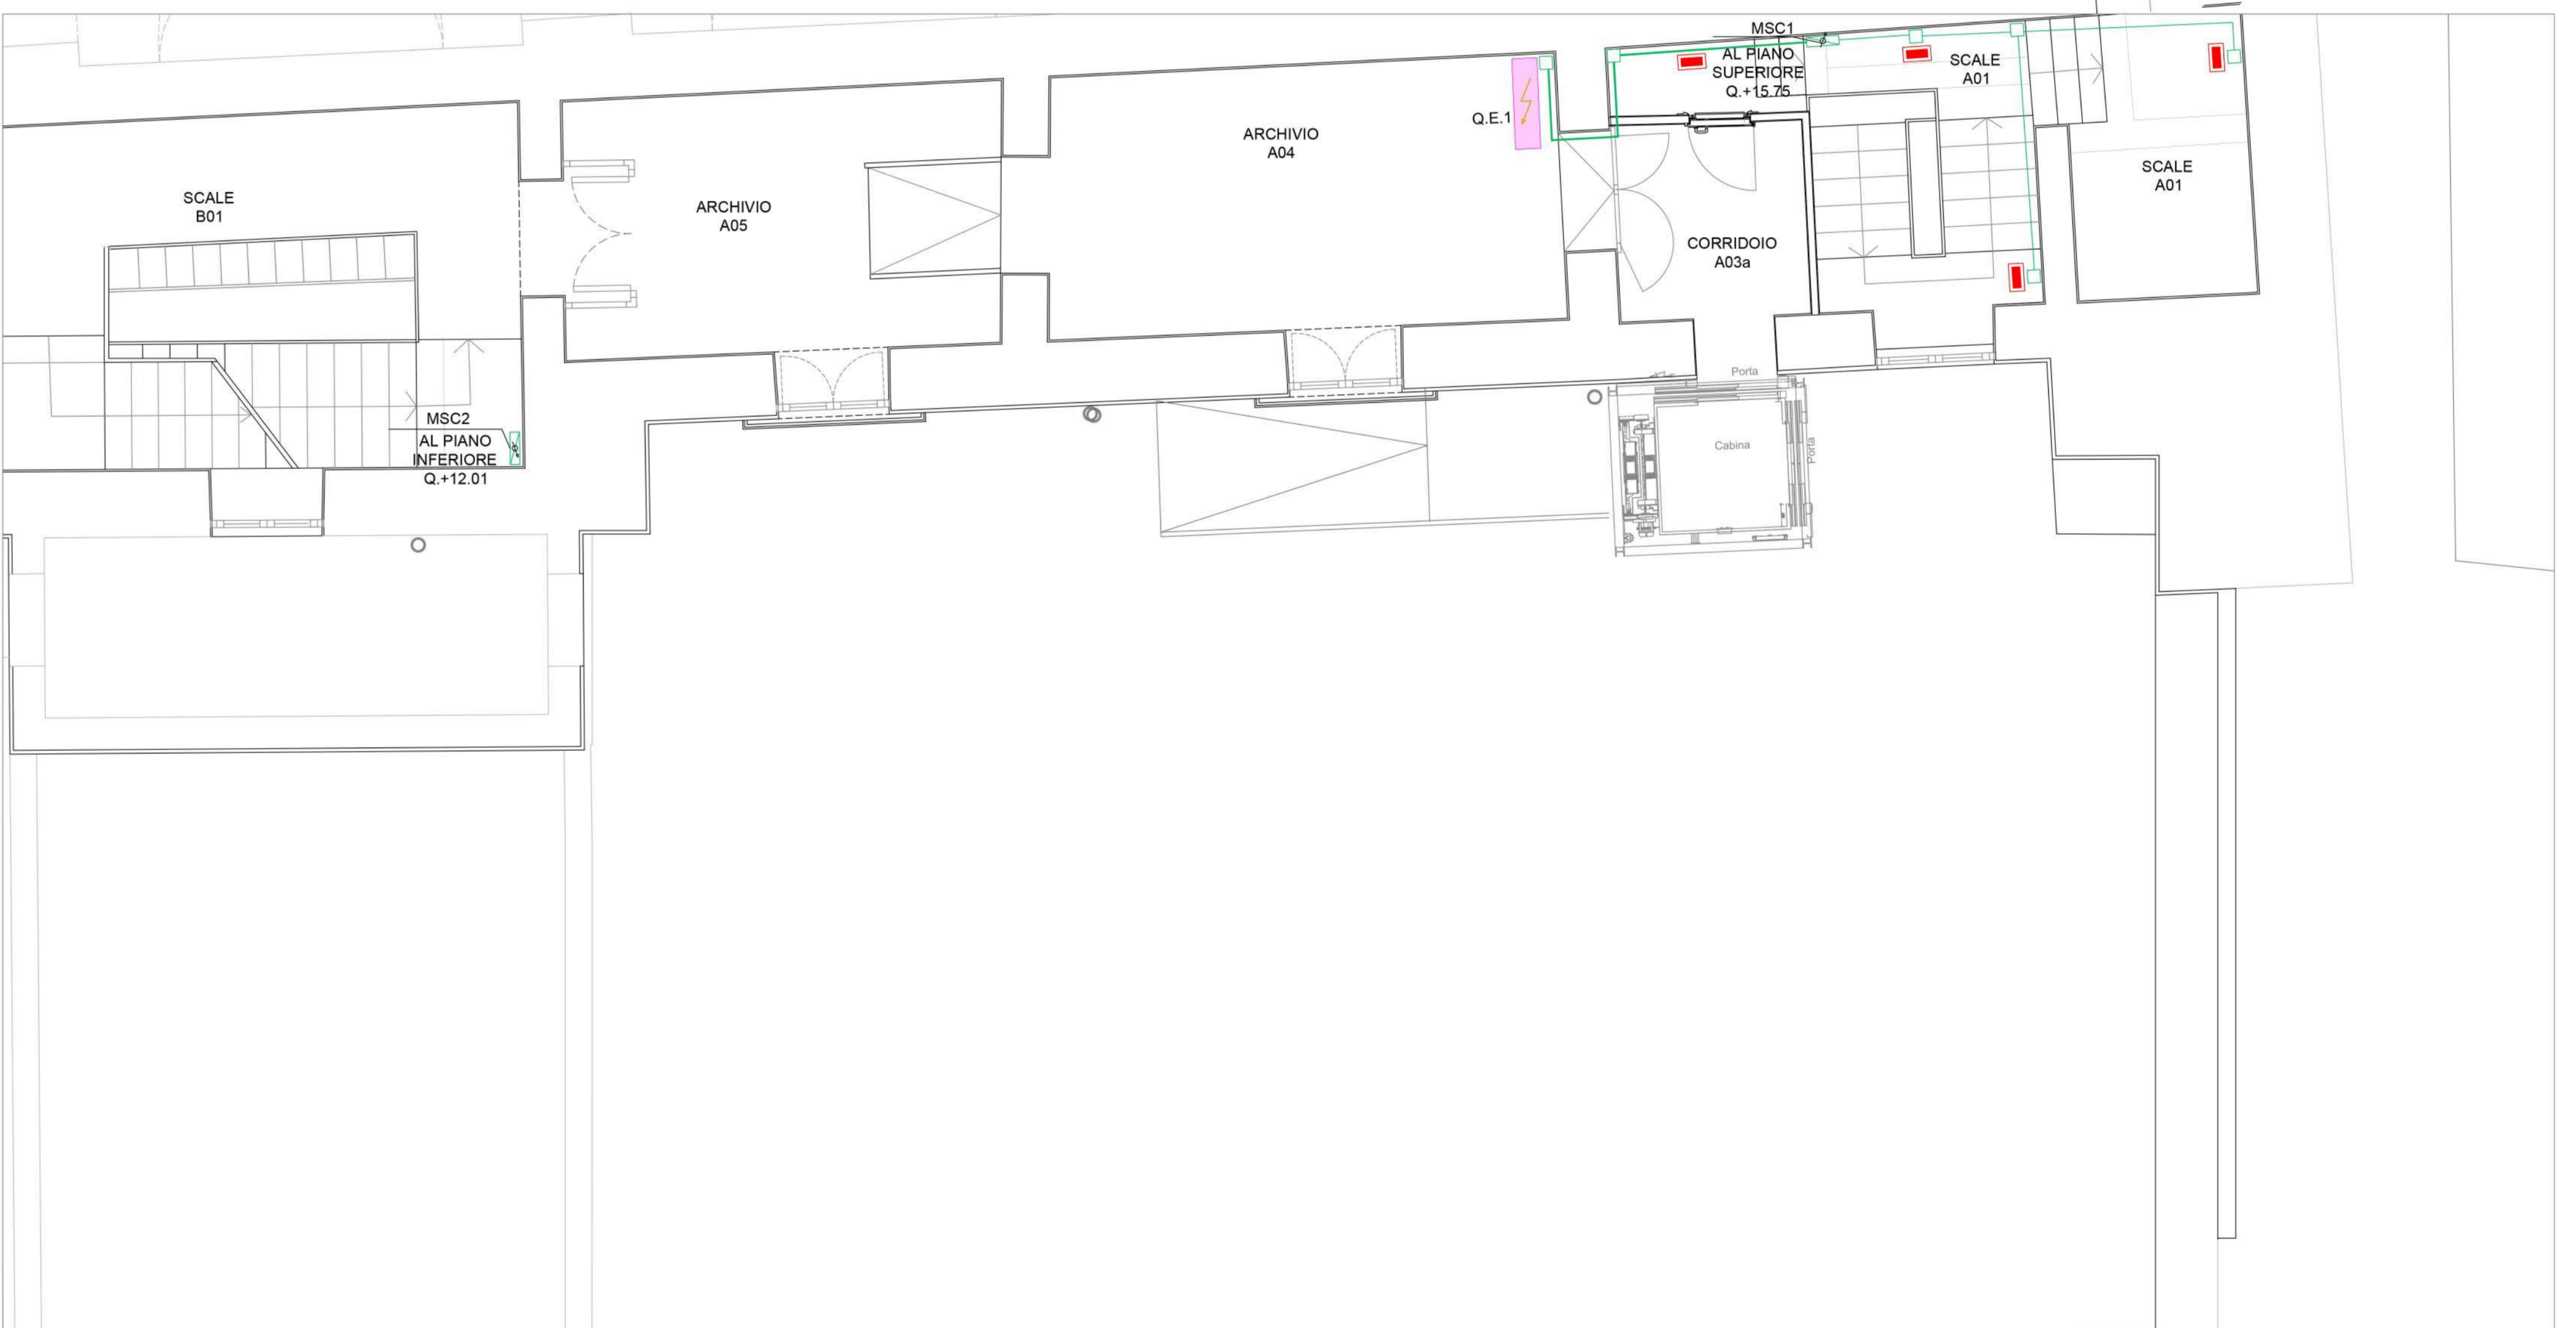 MSC1
AL PIANO
SUPERIORE
Q.+15.75
SCALE
A01
Q.E.1
ARCHIVIO
A04
SCALE
A01
SCALE
B01
ARCHIVIO
A05
CORRIDOIO
A03a
Porta
MSC2
AL PIANO
INFERIORE
Q.+12.01
Cabina
Porta